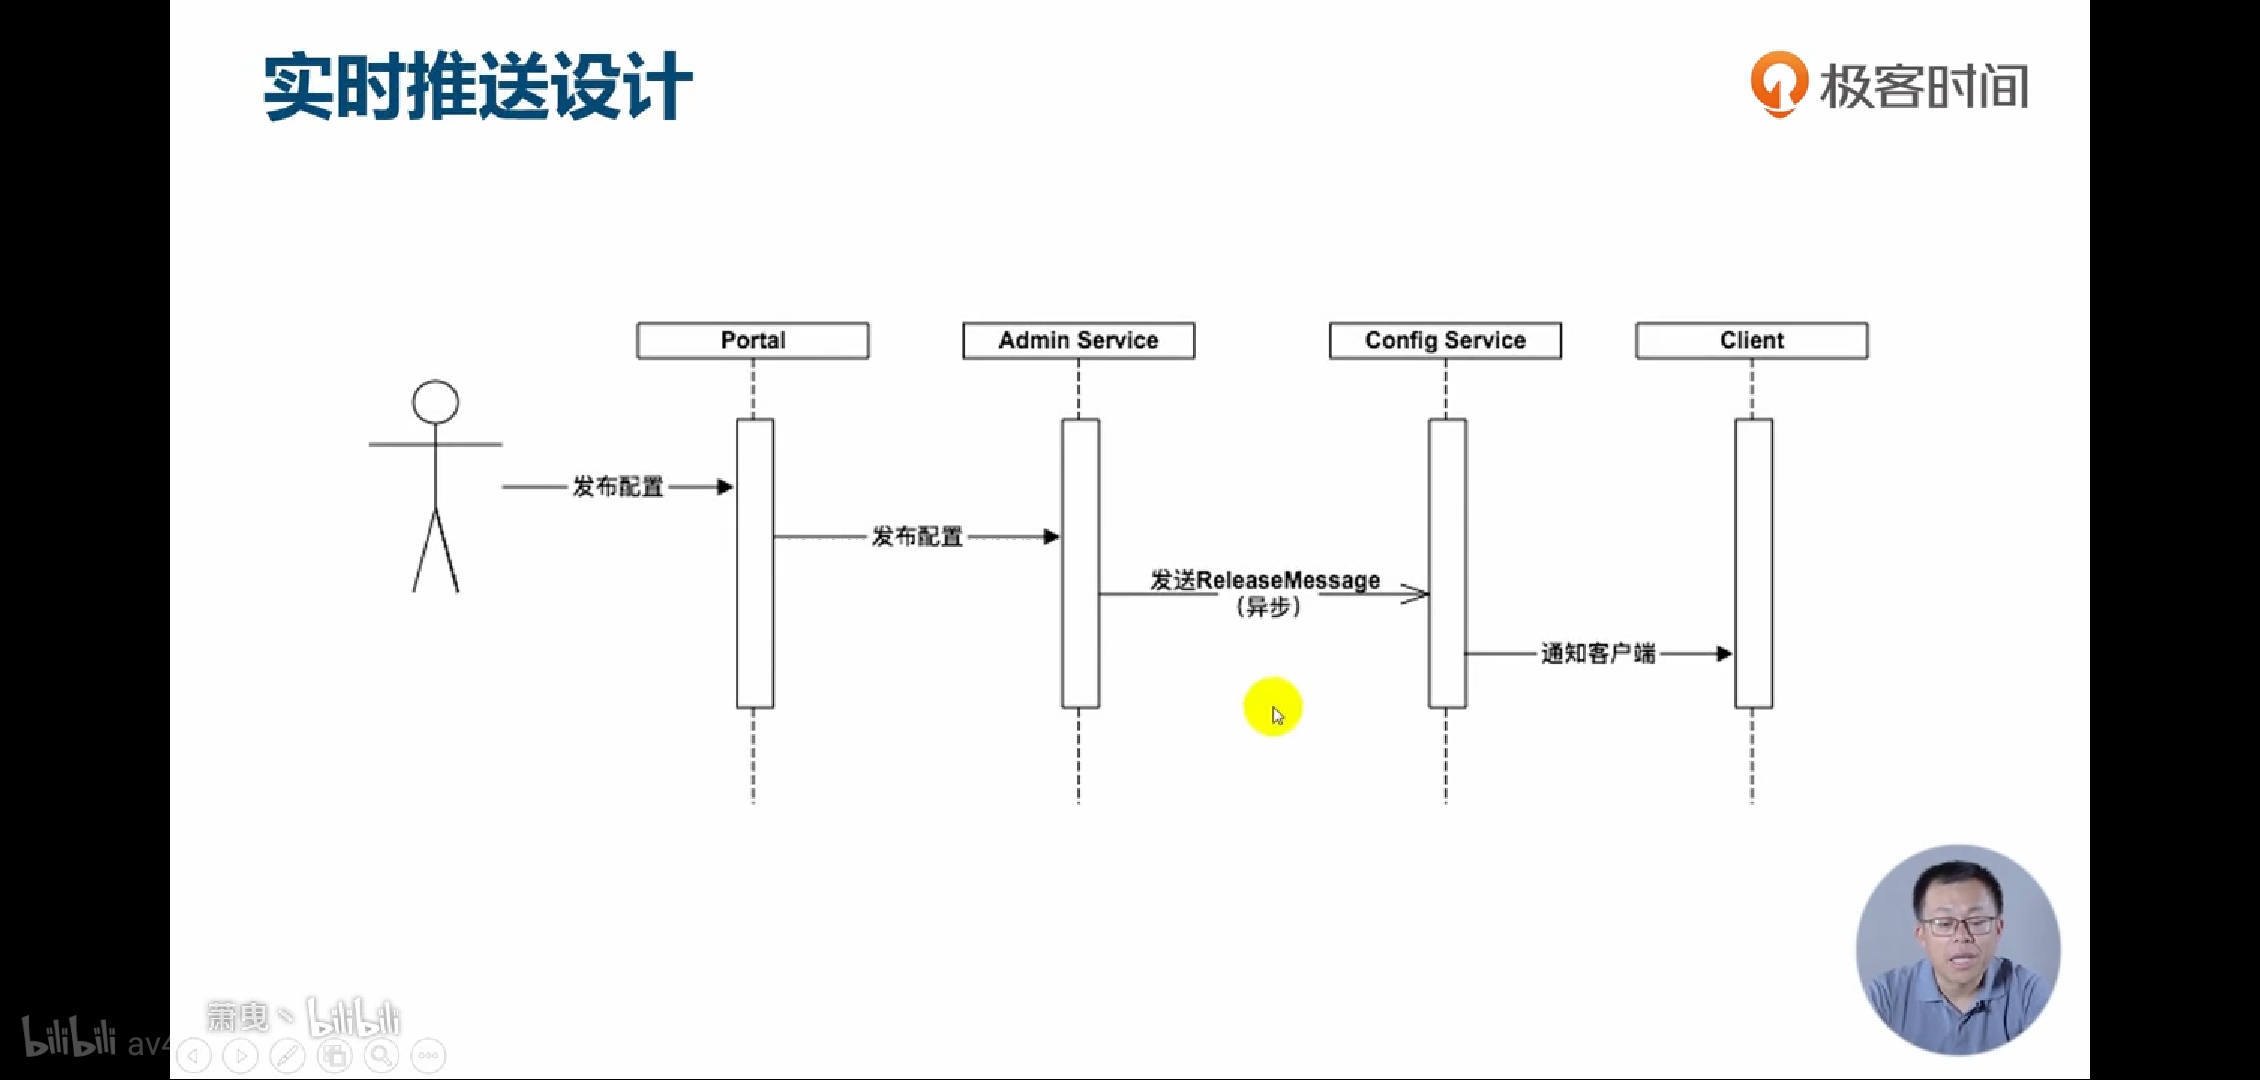 实时推送设计
极客时间
Portal
Admin Service
Config Service
Client
发布配置
发布配置
发送ReleaseMessage
（异步）
通知客户端
萧曳丶 bilibili
bilibili av4